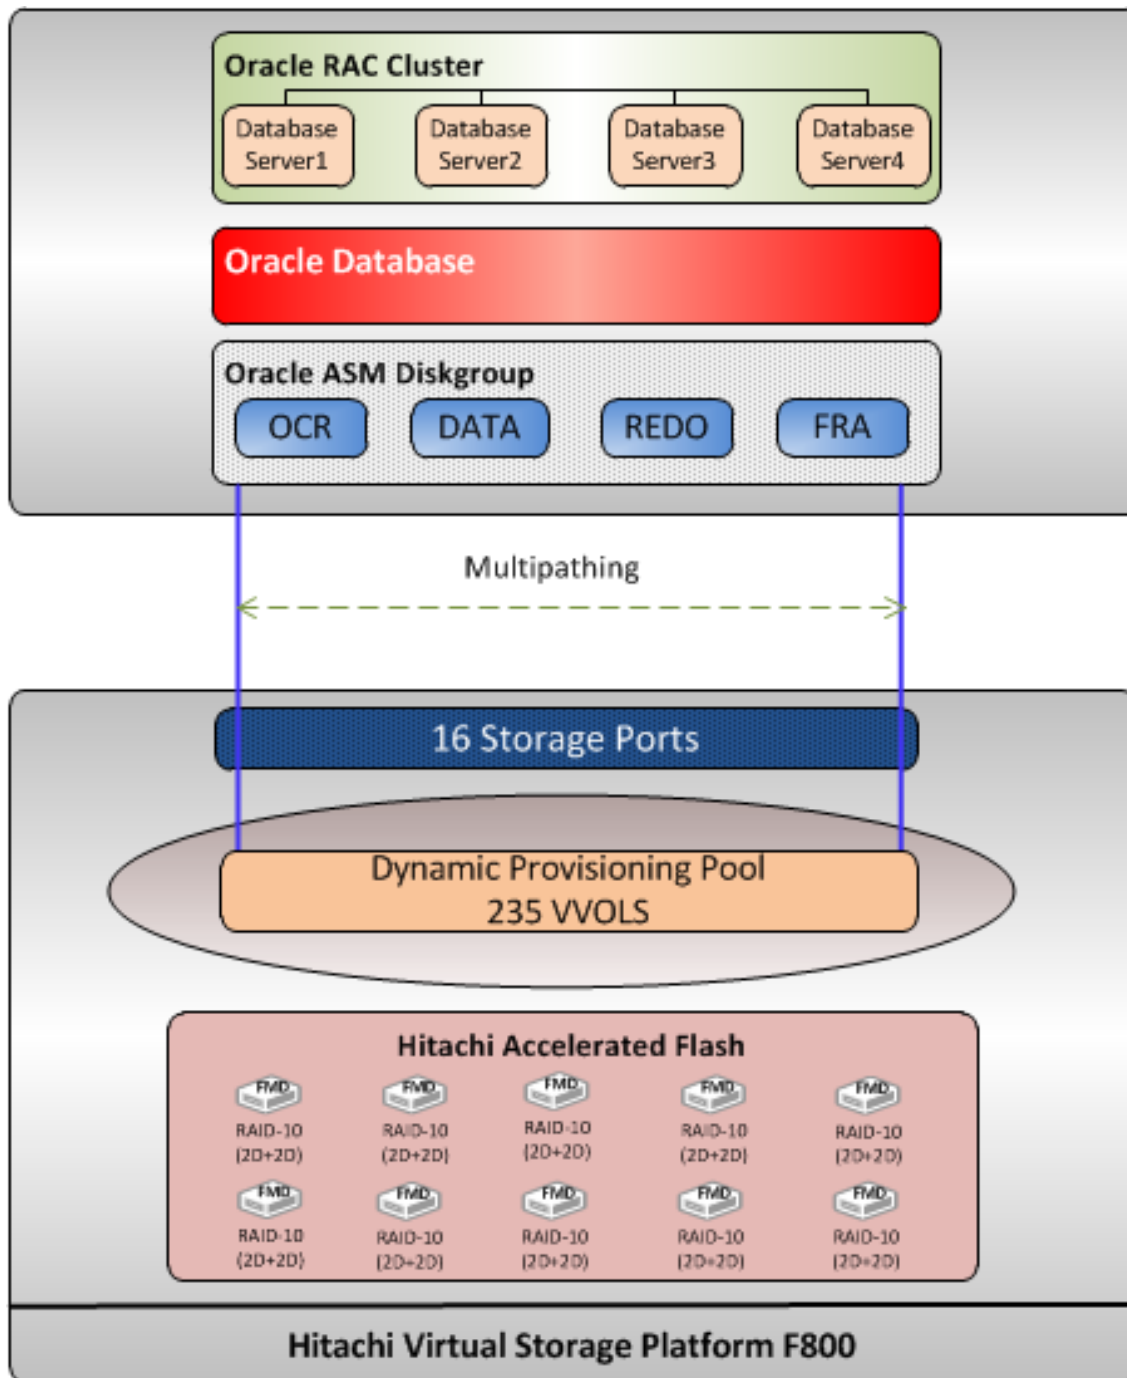 Oracle RAC Cluster
Database
Server1
Database
Server2
Database
Server3
Database
Server4
Oracle Database
Oracle ASM Diskgroup
OCR
DATA
REDO
FRA
Multipathing
16 Storage Ports
Dynamic Provisioning Pool
235 VVOLS
Hitachi Accelerated Flash
FMD
RAID-10
(2D+2D)
FMD
RAID-10
(2D+2D)
FMD
RAID-10
(2D+2D)
FMD
RAID-10
(2D+2D)
FMD
RAID-10
(2D+2D)
FMD
RAID-10
(2D+2D)
FMD
RAID-10
(2D+2D)
FMD
RAID-10
(2D+2D)
FMD
RAID-10
(2D+2D)
FMD
RAID-10
(2D+2D)
Hitachi Virtual Storage Platform F800